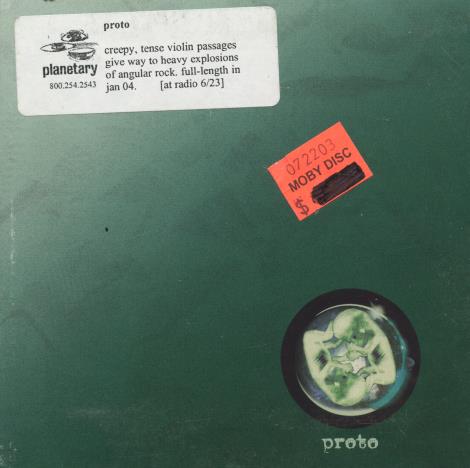 proto
creepy, tense violin passages
give way to heavy explosions
of angular rock. full-length in
jan 04. [at radio 6/23]
planetary
800.254.2543
072203
MOBY DISC
$
proto